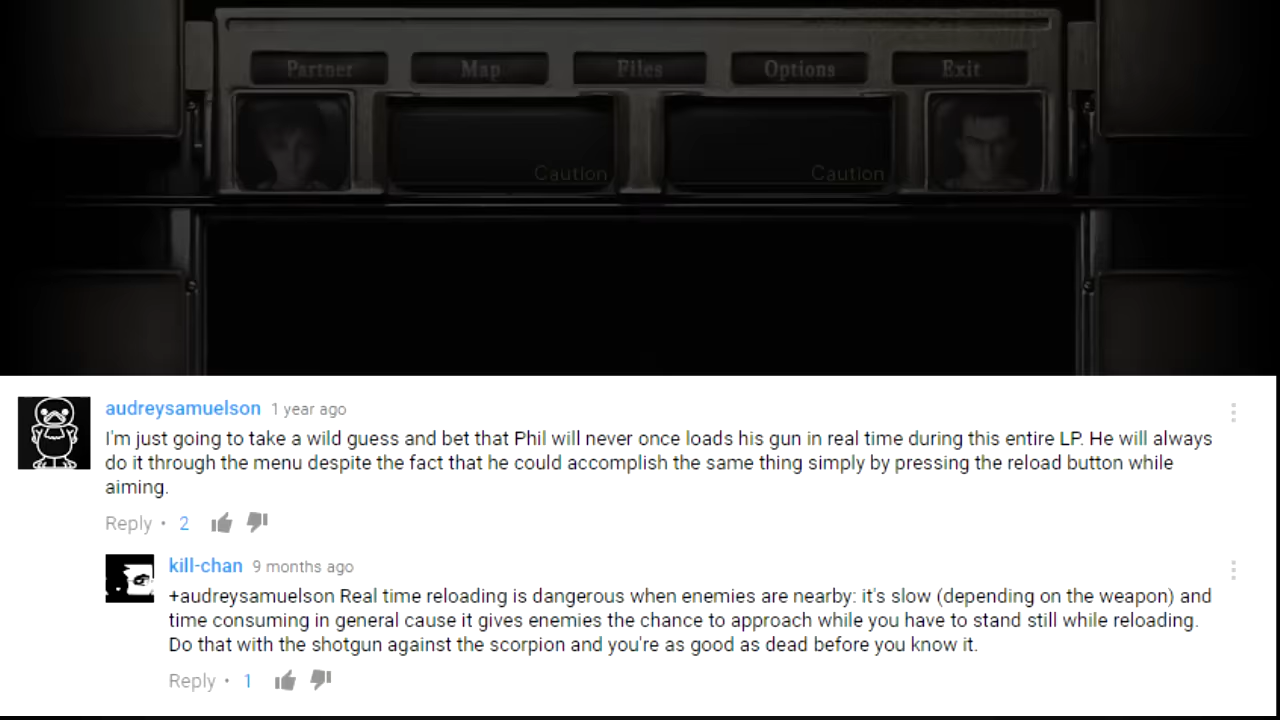 Partner Map Files Options Exit
Caution Caution
audreysamuelson 1 year ago
I'm just going to take a wild guess and bet that Phil will never once loads his gun in real time during this entire LP. He will always
do it through the menu despite the fact that he could accomplish the same thing simply by pressing the reload button while
aiming.
Reply • 2
kill-chan 9 months ago
+audreysamuelson Real time reloading is dangerous when enemies are nearby: it's slow (depending on the weapon) and
time consuming in general cause it gives enemies the chance to approach while you have to stand still while reloading.
Do that with the shotgun against the scorpion and you're as good as dead before you know it.
Reply • 1